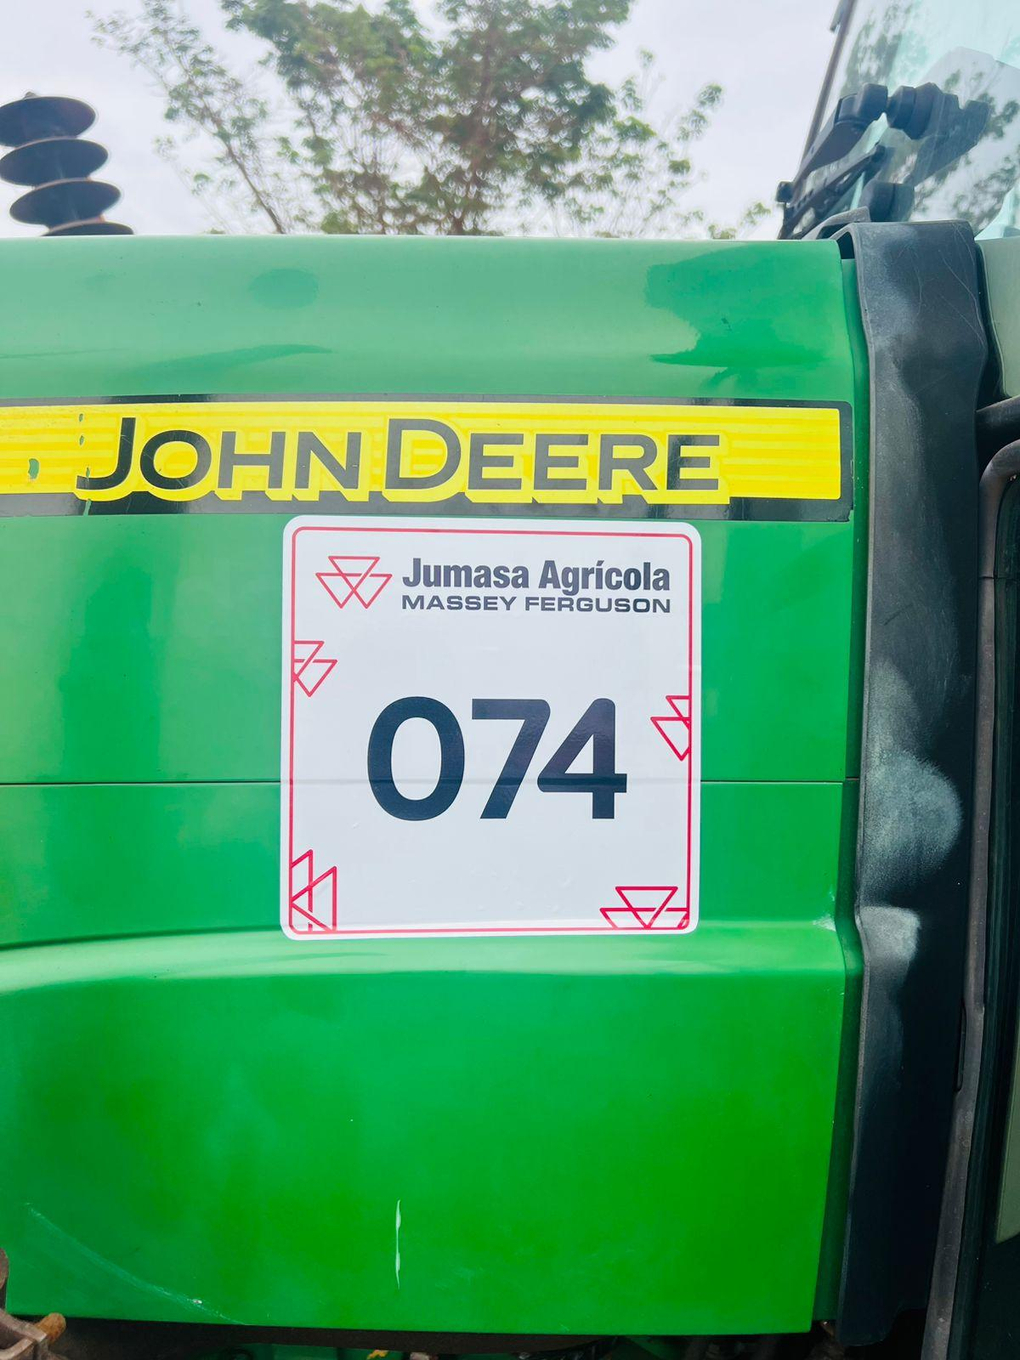 JOHN DEERE
Jumasa Agrícola
MASSEY FERGUSON
074